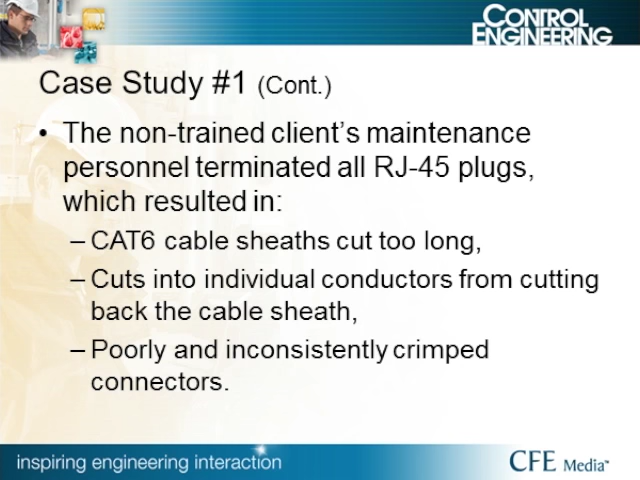 CONTROL
ENGINEERING
Case Study #1 (Cont.)
• The non-trained client's maintenance
personnel terminated all RJ-45 plugs,
which resulted in:
– CAT6 cable sheaths cut too long,
– Cuts into individual conductors from cutting
back the cable sheath,
– Poorly and inconsistently crimped
connectors.
inspiring engineering interaction
CFE Media™